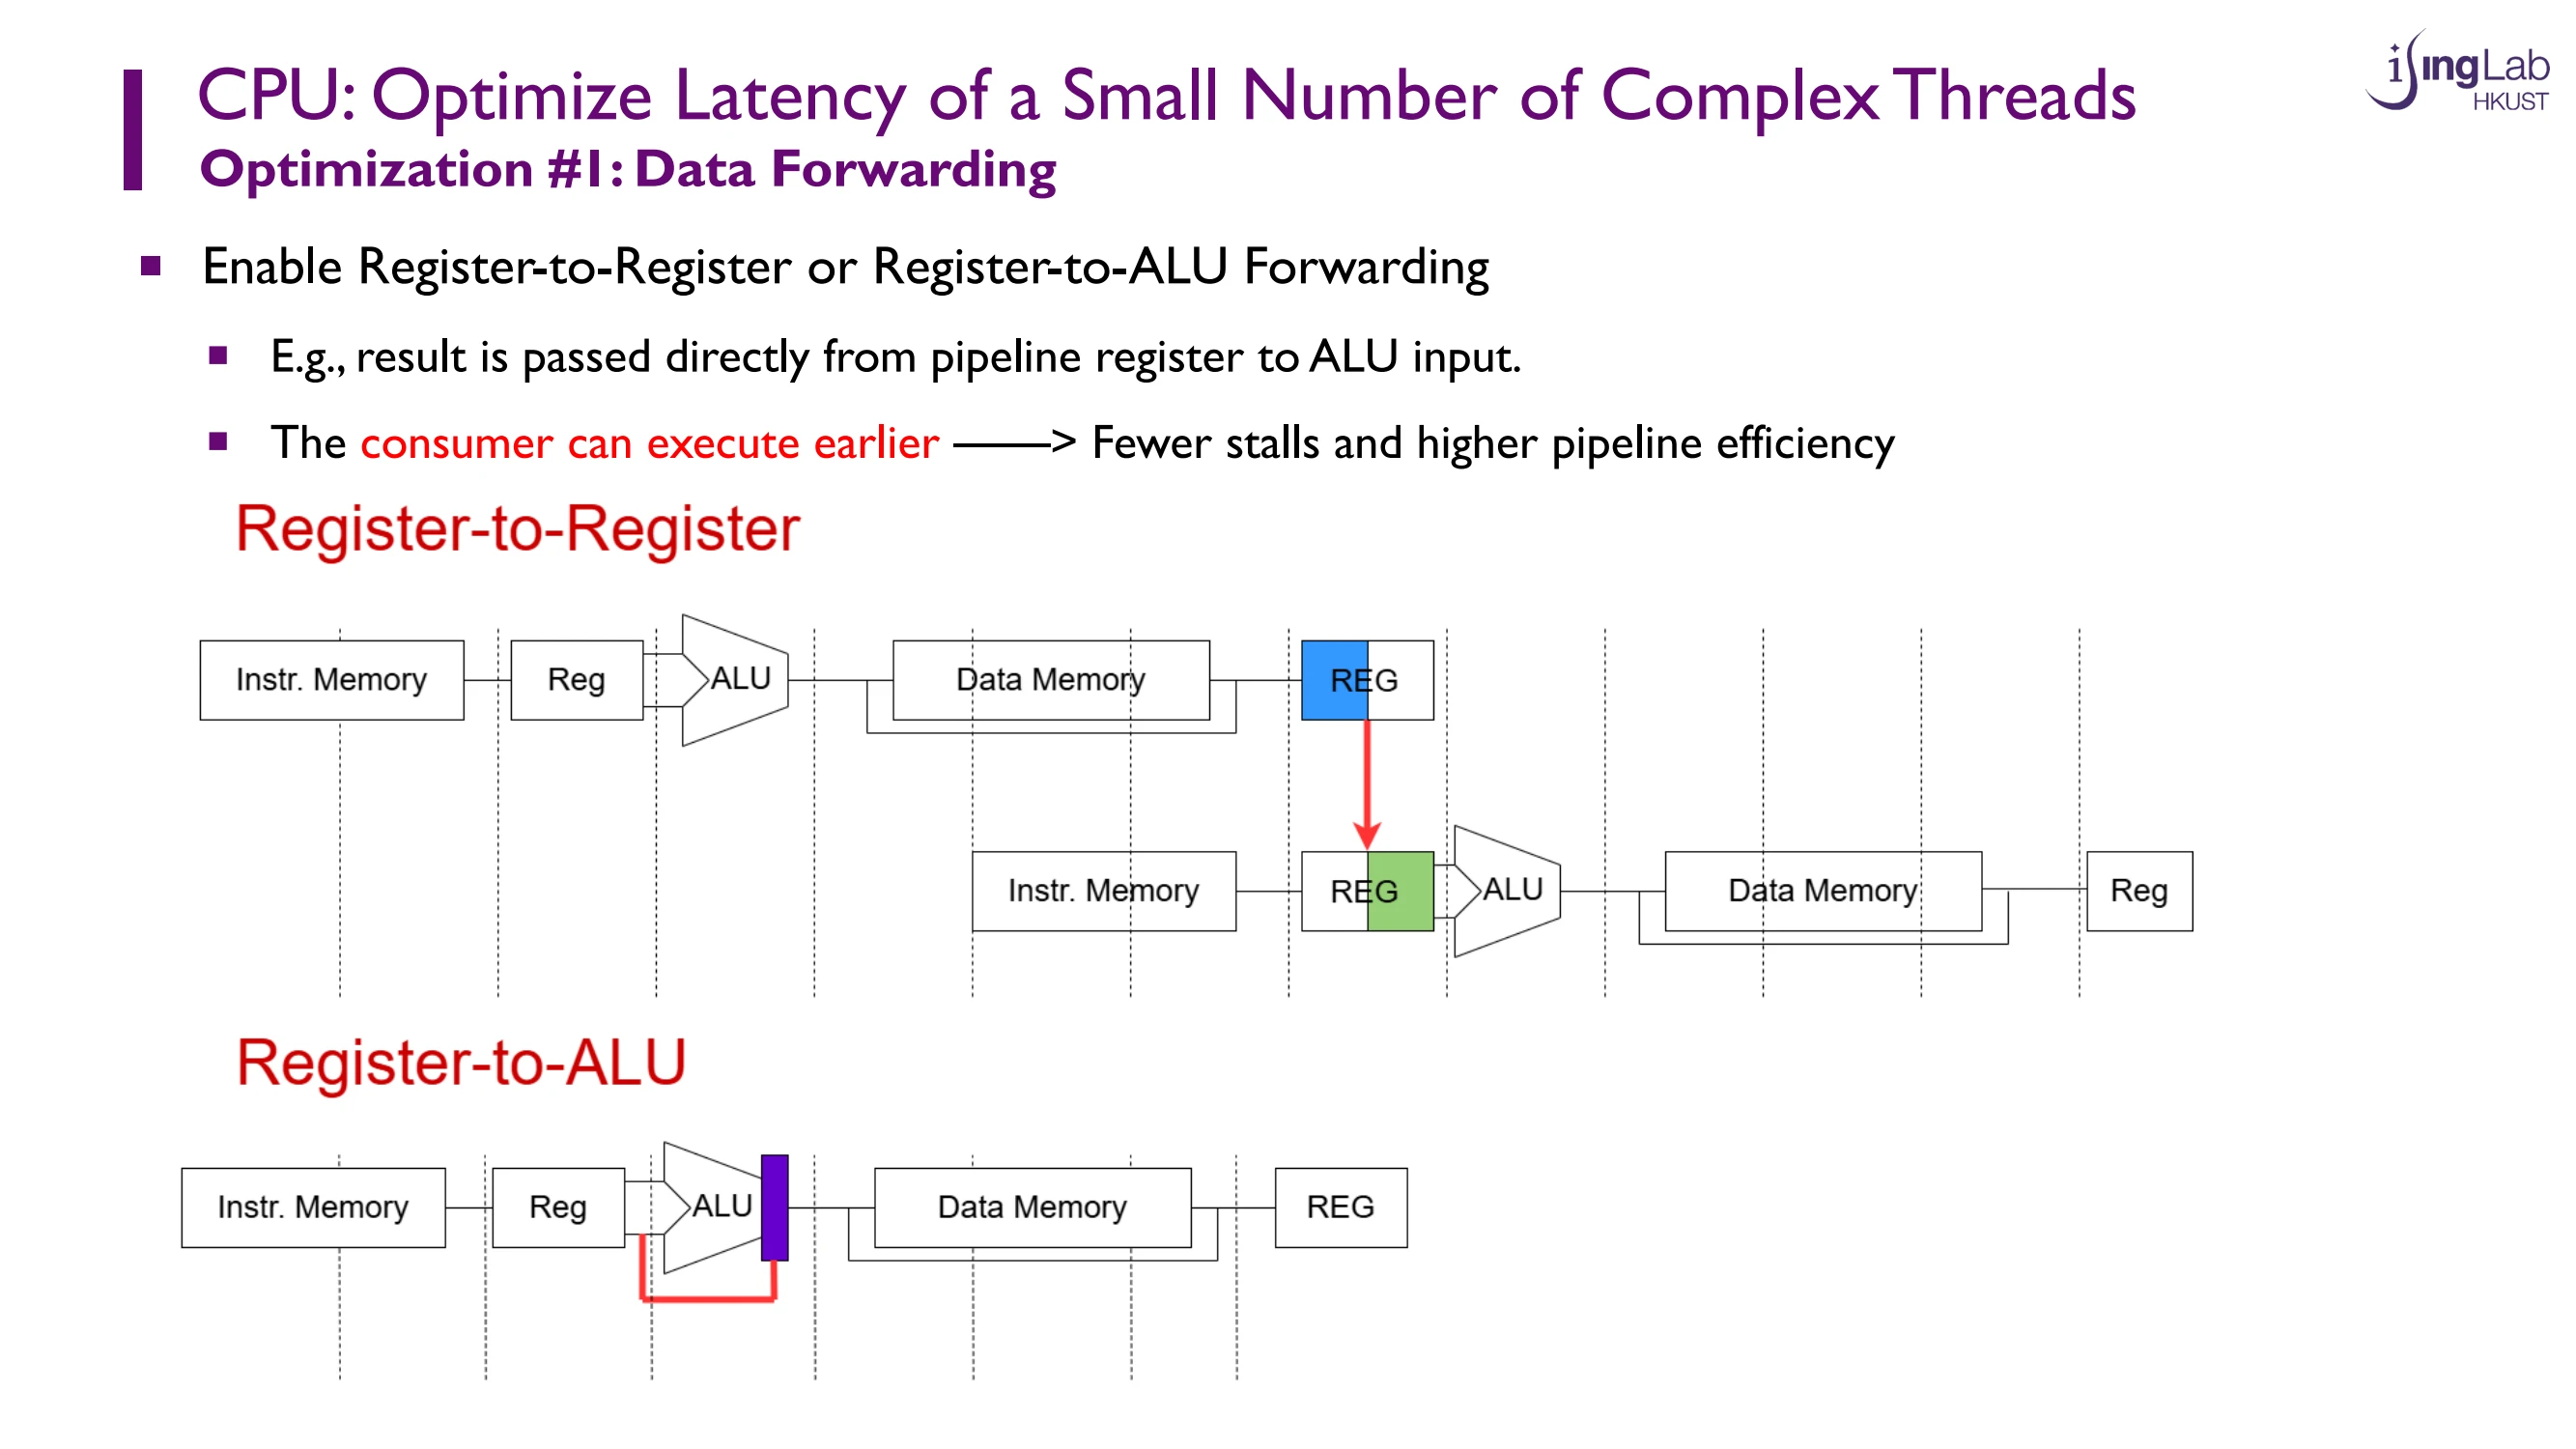 CPU: Optimize Latency of a Small Number of Complex Threads
iSingLab
HKUST
Optimization #1: Data Forwarding
Enable Register-to-Register or Register-to-ALU Forwarding
E.g., result is passed directly from pipeline register to ALU input.
The consumer can execute earlier ——> Fewer stalls and higher pipeline efficiency
Register-to-Register
Instr. Memory Reg ALU Data Memory REG
Instr. Memory REG ALU Data Memory Reg
Register-to-ALU
Instr. Memory Reg ALU Data Memory REG